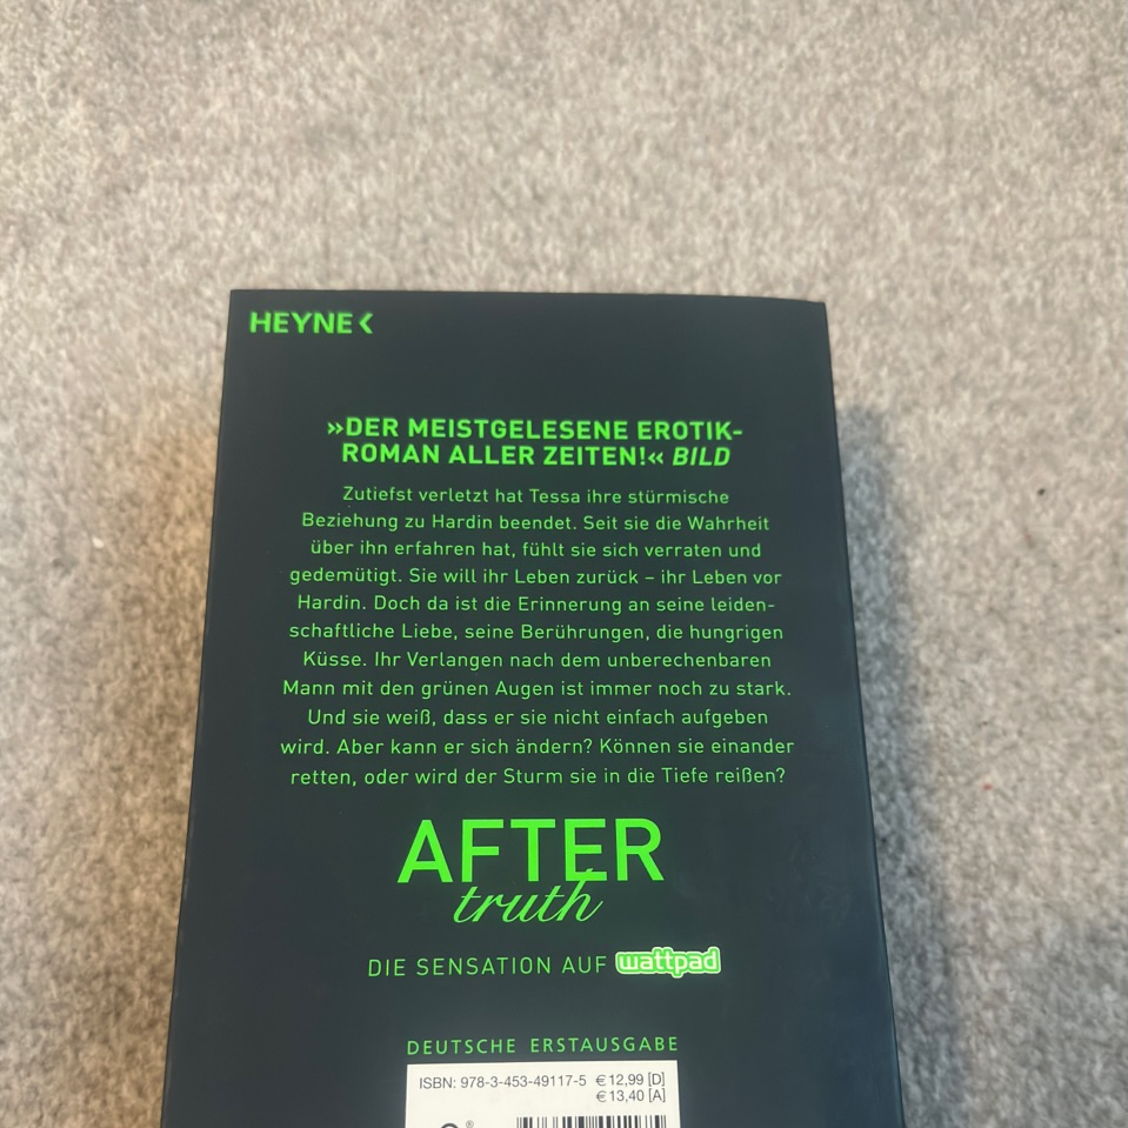 HEYNE <
»DER MEISTGELESENE EROTIK-
ROMAN ALLER ZEITEN!« BILD
Zutiefst verletzt hat Tessa ihre stürmische
Beziehung zu Hardin beendet. Seit sie die Wahrheit
über ihn erfahren hat, fühlt sie sich verraten und
gedemütigt. Sie will ihr Leben zurück – ihr Leben vor
Hardin. Doch da ist die Erinnerung an seine leiden-
schaftliche Liebe, seine Berührungen, die hungrigen
Küsse. Ihr Verlangen nach dem unberechenbaren
Mann mit den grünen Augen ist immer noch zu stark.
Und sie weiß, dass er sie nicht einfach aufgeben
wird. Aber kann er sich ändern? Können sie einander
retten, oder wird der Sturm sie in die Tiefe reißen?
AFTER
truth
DIE SENSATION AUF wattpad
DEUTSCHE ERSTAUSGABE
ISBN: 978-3-453-49117-5 €12,99 [D]
€13,40 [A]